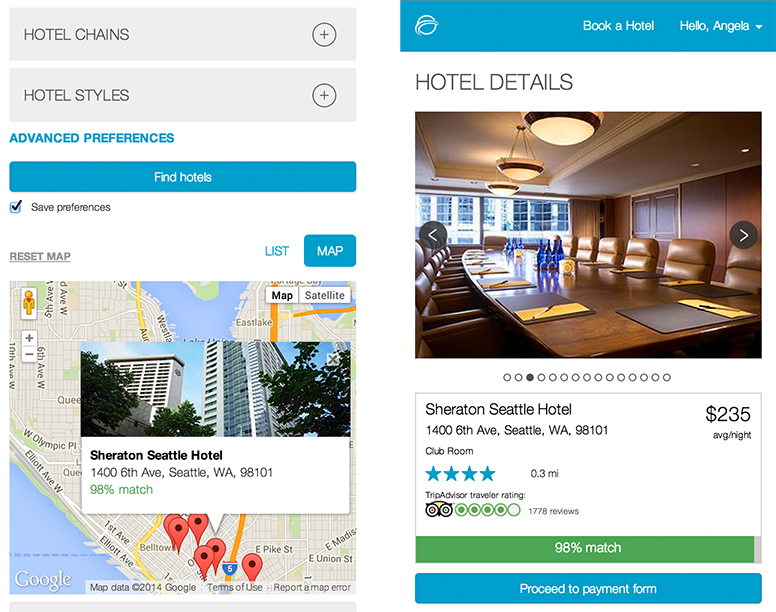 HOTEL CHAINS
HOTEL STYLES
ADVANCED PREFERENCES
Find hotels
Save preferences
RESET MAP
LIST
MAP
Map
Satellite
Eastlake
6th Ave W
W Olympic Pl
Elliott Ave
Sheraton Seattle Hotel
1400 6th Ave, Seattle, WA, 98101
98% match
1st Ave
Belltown
E Pike St
E Union St
5
Google
Map data ©2014 Google
Terms of Use
Report a map error
Book a Hotel
Hello, Angela
HOTEL DETAILS
Sheraton Seattle Hotel
$235
1400 6th Ave, Seattle, WA, 98101
avg/night
Club Room
0.3 mi
TripAdvisor traveler rating:
1778 reviews
98% match
Proceed to payment form